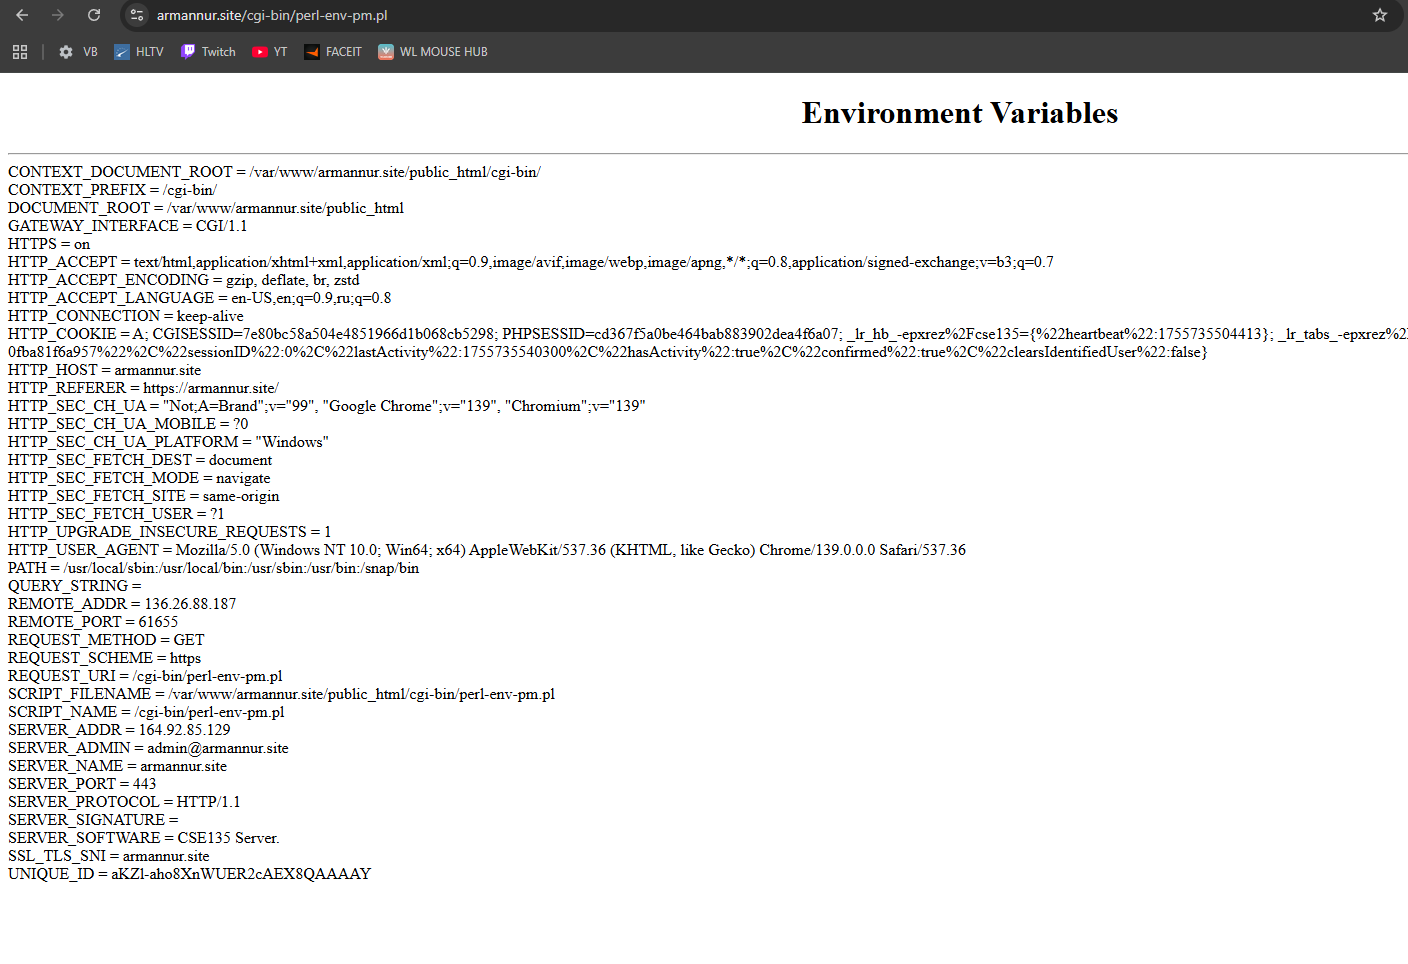 armannur.site/cgi-bin/perl-env-pm.pl
VB HLTV Twitch YT FACEIT WL MOUSE HUB
Environment Variables
CONTEXT_DOCUMENT_ROOT = /var/www/armannur.site/public_html/cgi-bin/
CONTEXT_PREFIX = /cgi-bin/
DOCUMENT_ROOT = /var/www/armannur.site/public_html
GATEWAY_INTERFACE = CGI/1.1
HTTPS = on
HTTP_ACCEPT = text/html,application/xhtml+xml,application/xml;q=0.9,image/avif,image/webp,image/apng,*/*;q=0.8,application/signed-exchange;v=b3;q=0.7
HTTP_ACCEPT_ENCODING = gzip, deflate, br, zstd
HTTP_ACCEPT_LANGUAGE = en-US,en;q=0.9,ru;q=0.8
HTTP_CONNECTION = keep-alive
HTTP_COOKIE = A; CGISESSID=7e80bc58a504e4851966d1b068cb5298; PHPSESSID=cd367f5a0be464bab883902dea4f6a07; _lr_hb_-epxrez%2Fcse135={%22heartbeat%22:1755735504413}; _lr_tabs_-epxrez%2
0fba81f6a957%22%2C%22sessionID%22:0%2C%22lastActivity%22:1755735540300%2C%22hasActivity%22:true%2C%22confirmed%22:true%2C%22clearsIdentifiedUser%22:false}
HTTP_HOST = armannur.site
HTTP_REFERER = https://armannur.site/
HTTP_SEC_CH_UA = "Not;A=Brand";v="99", "Google Chrome";v="139", "Chromium";v="139"
HTTP_SEC_CH_UA_MOBILE = ?0
HTTP_SEC_CH_UA_PLATFORM = "Windows"
HTTP_SEC_FETCH_DEST = document
HTTP_SEC_FETCH_MODE = navigate
HTTP_SEC_FETCH_SITE = same-origin
HTTP_SEC_FETCH_USER = ?1
HTTP_UPGRADE_INSECURE_REQUESTS = 1
HTTP_USER_AGENT = Mozilla/5.0 (Windows NT 10.0; Win64; x64) AppleWebKit/537.36 (KHTML, like Gecko) Chrome/139.0.0.0 Safari/537.36
PATH = /usr/local/sbin:/usr/local/bin:/usr/sbin:/usr/bin:/snap/bin
QUERY_STRING =
REMOTE_ADDR = 136.26.88.187
REMOTE_PORT = 61655
REQUEST_METHOD = GET
REQUEST_SCHEME = https
REQUEST_URI = /cgi-bin/perl-env-pm.pl
SCRIPT_FILENAME = /var/www/armannur.site/public_html/cgi-bin/perl-env-pm.pl
SCRIPT_NAME = /cgi-bin/perl-env-pm.pl
SERVER_ADDR = 164.92.85.129
SERVER_ADMIN = admin@armannur.site
SERVER_NAME = armannur.site
SERVER_PORT = 443
SERVER_PROTOCOL = HTTP/1.1
SERVER_SIGNATURE =
SERVER_SOFTWARE = CSE135 Server.
SSL_TLS_SNI = armannur.site
UNIQUE_ID = aKZl-aho8XnWUER2cAEX8QAAAAY